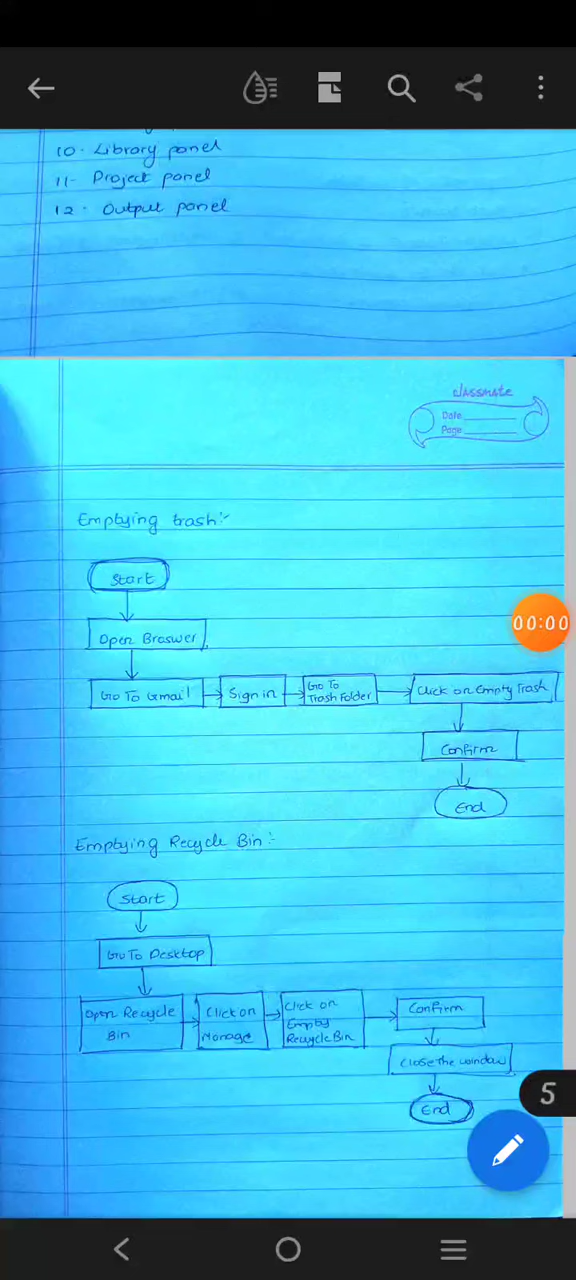 10. Library panel
11- Project panel
12. Output panel
classmate
Date
Page
Emptying trash:-
Start
Open Braswer
Go To Gmail
Sign in
Go To
Trash Folder
Click on Empty Trash
Confirm
End
Emptying Recycle Bin:-
Start
Go To Desktop
Open Recycle
Bin
Click on
Manage
Click on
Empty
Recycle Bin
Confirm
Close the window
End
00:00
5